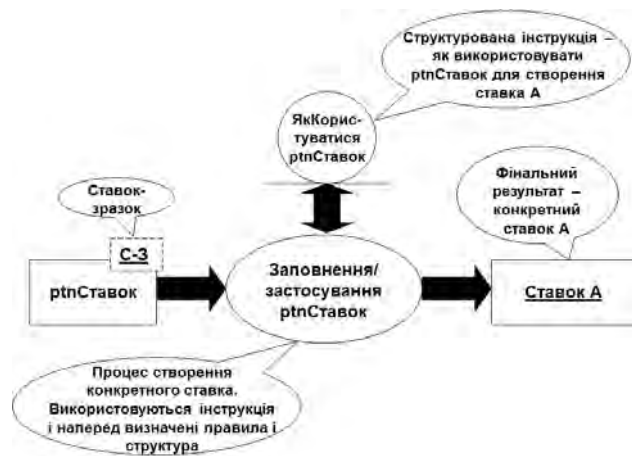 Структурована інструкція –
як використовувати
ptnСтавок для створення
ставка А
ЯкКорис-
туватися
ptnСтавок
Ставок-
зразок
Фінальний
результат –
конкретний
ставок А
С-З
ptnСтавок
Заповнення/
застосування
ptnСтавок
Ставок А
Процес створення
конкретного ставка.
Використовуються інструкція
і наперед визначені правила і
структура